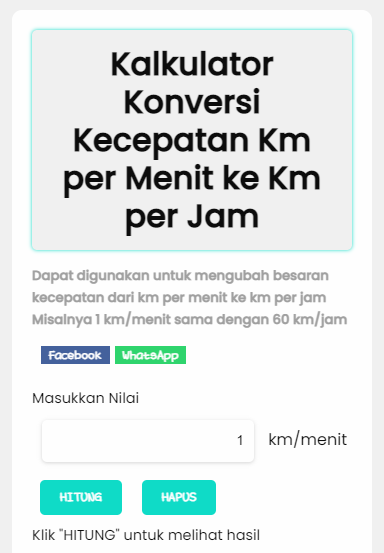 Kalkulator
Konversi
Kecepatan Km
per Menit ke Km
per Jam
Dapat digunakan untuk mengubah besaran
kecepatan dari km per menit ke km per jam
Misalnya 1 km/menit sama dengan 60 km/jam
Facebook WhatsApp
Masukkan Nilai
1 km/menit
HITUNG HAPUS
Klik "HITUNG" untuk melihat hasil